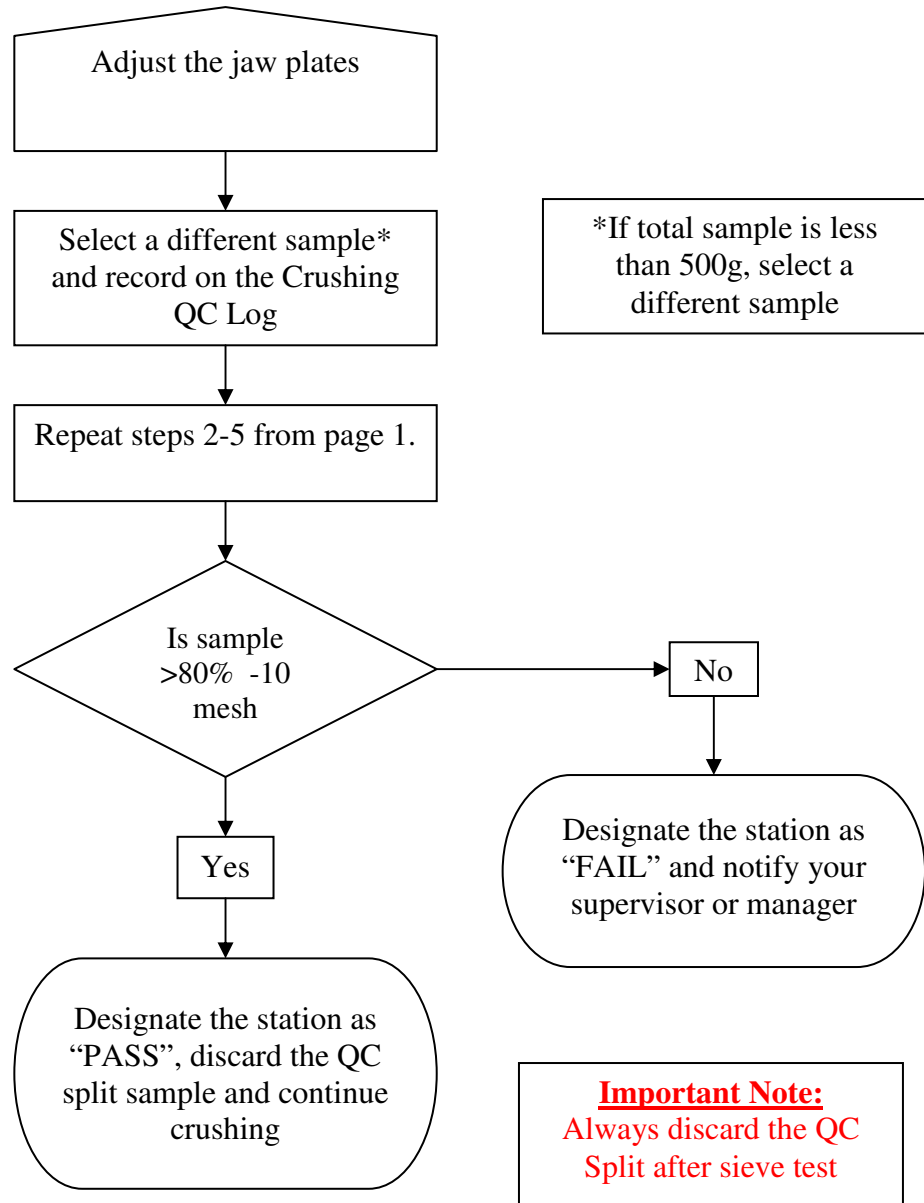 Adjust the jaw plates
Select a different sample*
and record on the Crushing
QC Log
*If total sample is less
than 500g, select a
different sample
Repeat steps 2-5 from page 1.
Is sample
>80%  -10
mesh
No
Yes
Designate the station as
“FAIL” and notify your
supervisor or manager
Designate the station as
“PASS”, discard the QC
split sample and continue
crushing
Important Note:
Always discard the QC
Split after sieve test